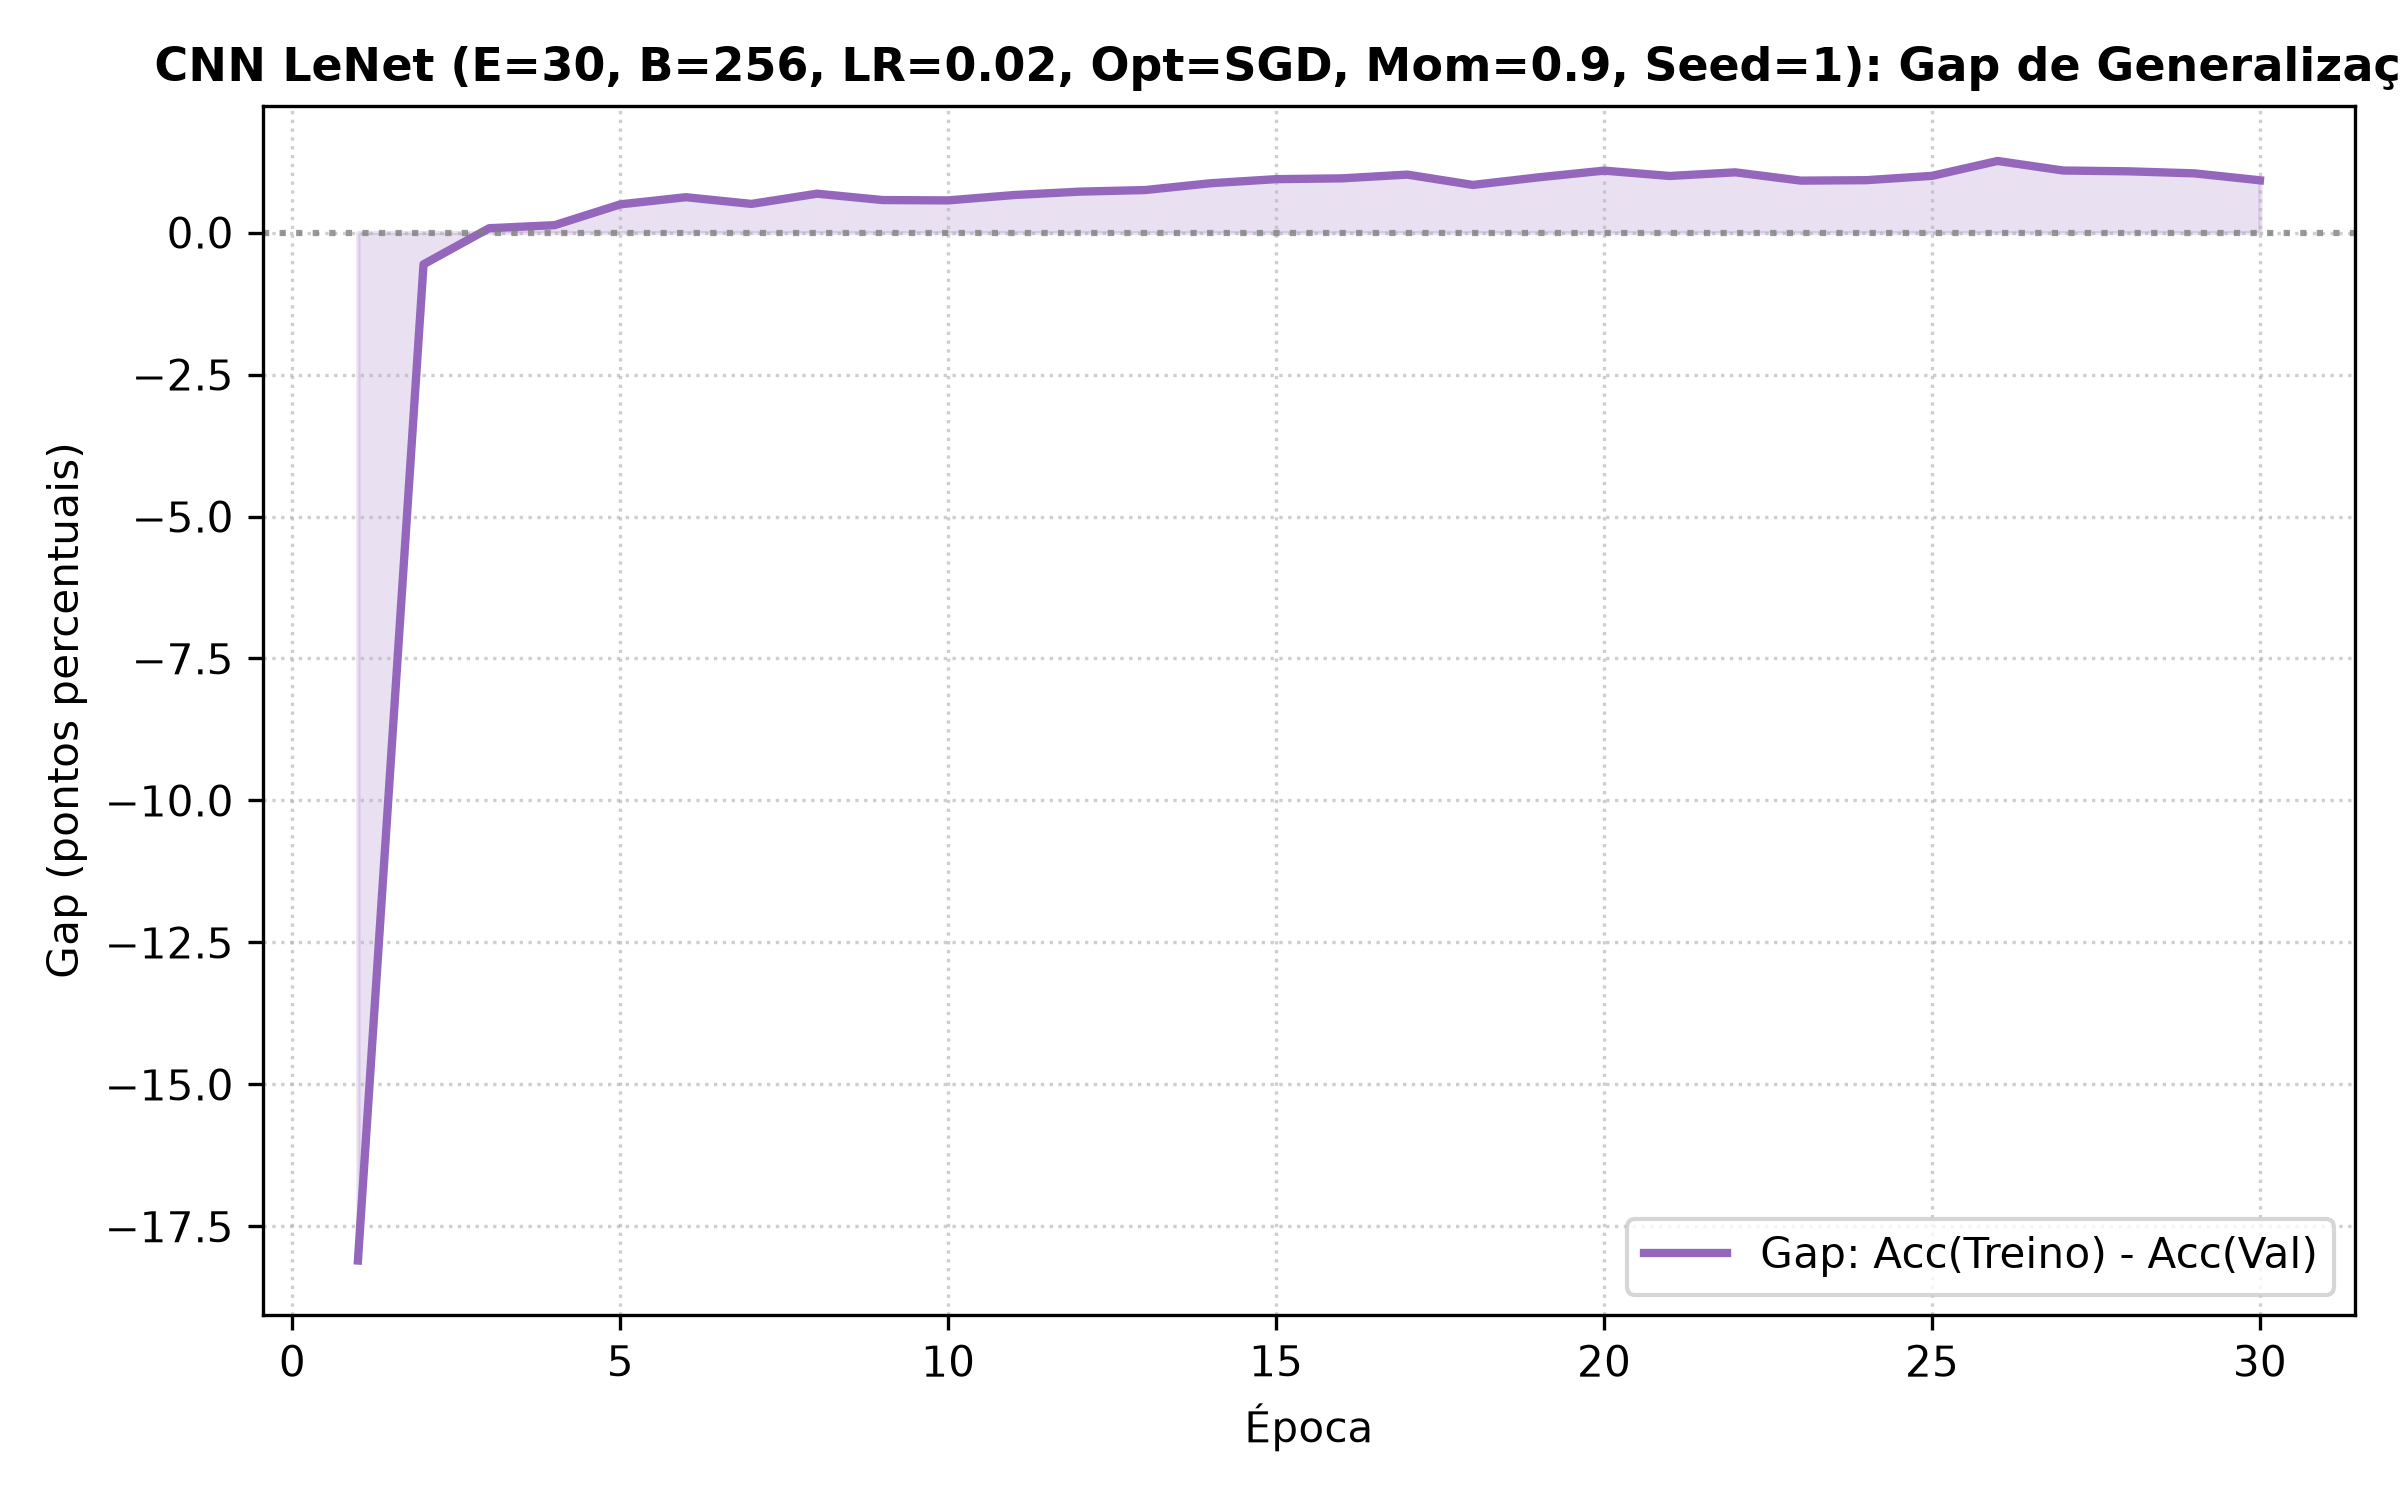 CNN LeNet (E=30, B=256, LR=0.02, Opt=SGD, Mom=0.9, Seed=1): Gap de Generalizaç
0.0
−2.5
−5.0
−7.5
−10.0
−12.5
−15.0
−17.5
Gap (pontos percentuais)
Gap: Acc(Treino) - Acc(Val)
0 5 10 15 20 25 30
Época